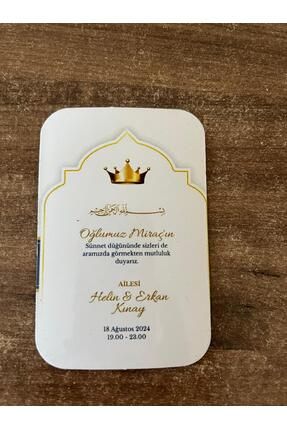 بسم الله الرحمن الرحيم
Oğlumuz Miraç'ın
Sünnet düğününde sizleri de
aramızda görmekten mutluluk
duyarız.
AİLESİ
Helin & Erkan
Kınay
18 Ağustos 2024
19.00 - 23.00